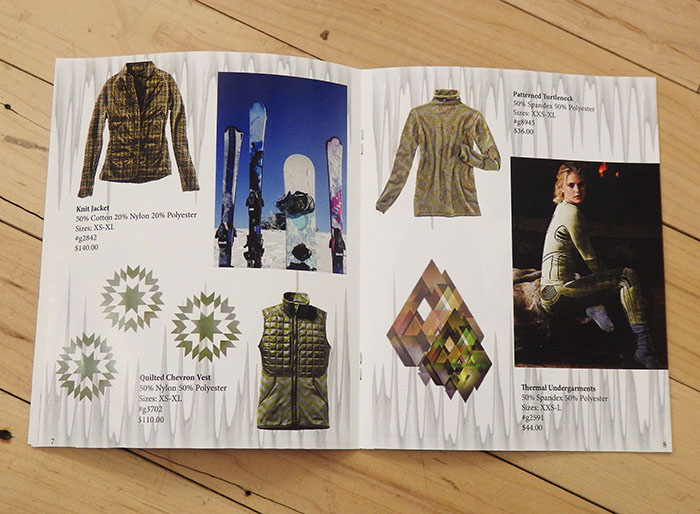 Knit Jacket
50% Cotton 20% Nylon 20% Polyester
Sizes: XS-XL
#g2842
$140.00
Quilted Chevron Vest
50% Nylon 50% Polyester
Sizes: XS-XL
#g3702
$110.00
7
Patterned Turtleneck
50% Spandex 50% Polyester
Sizes: XXS-XL
#g8945
$36.00
Thermal Undergarments
50% Spandex 50% Polyester
Sizes: XXS-L
#g2591
$44.00
8